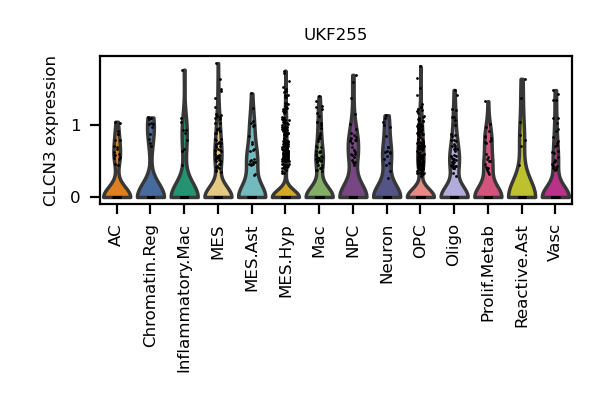 UKF255
CLCN3 expression
1
0
AC
Chromatin.Reg
Inflammatory.Mac
MES
MES.Ast
MES.Hyp
Mac
NPC
Neuron
OPC
Oligo
Prolif.Metab
Reactive.Ast
Vasc